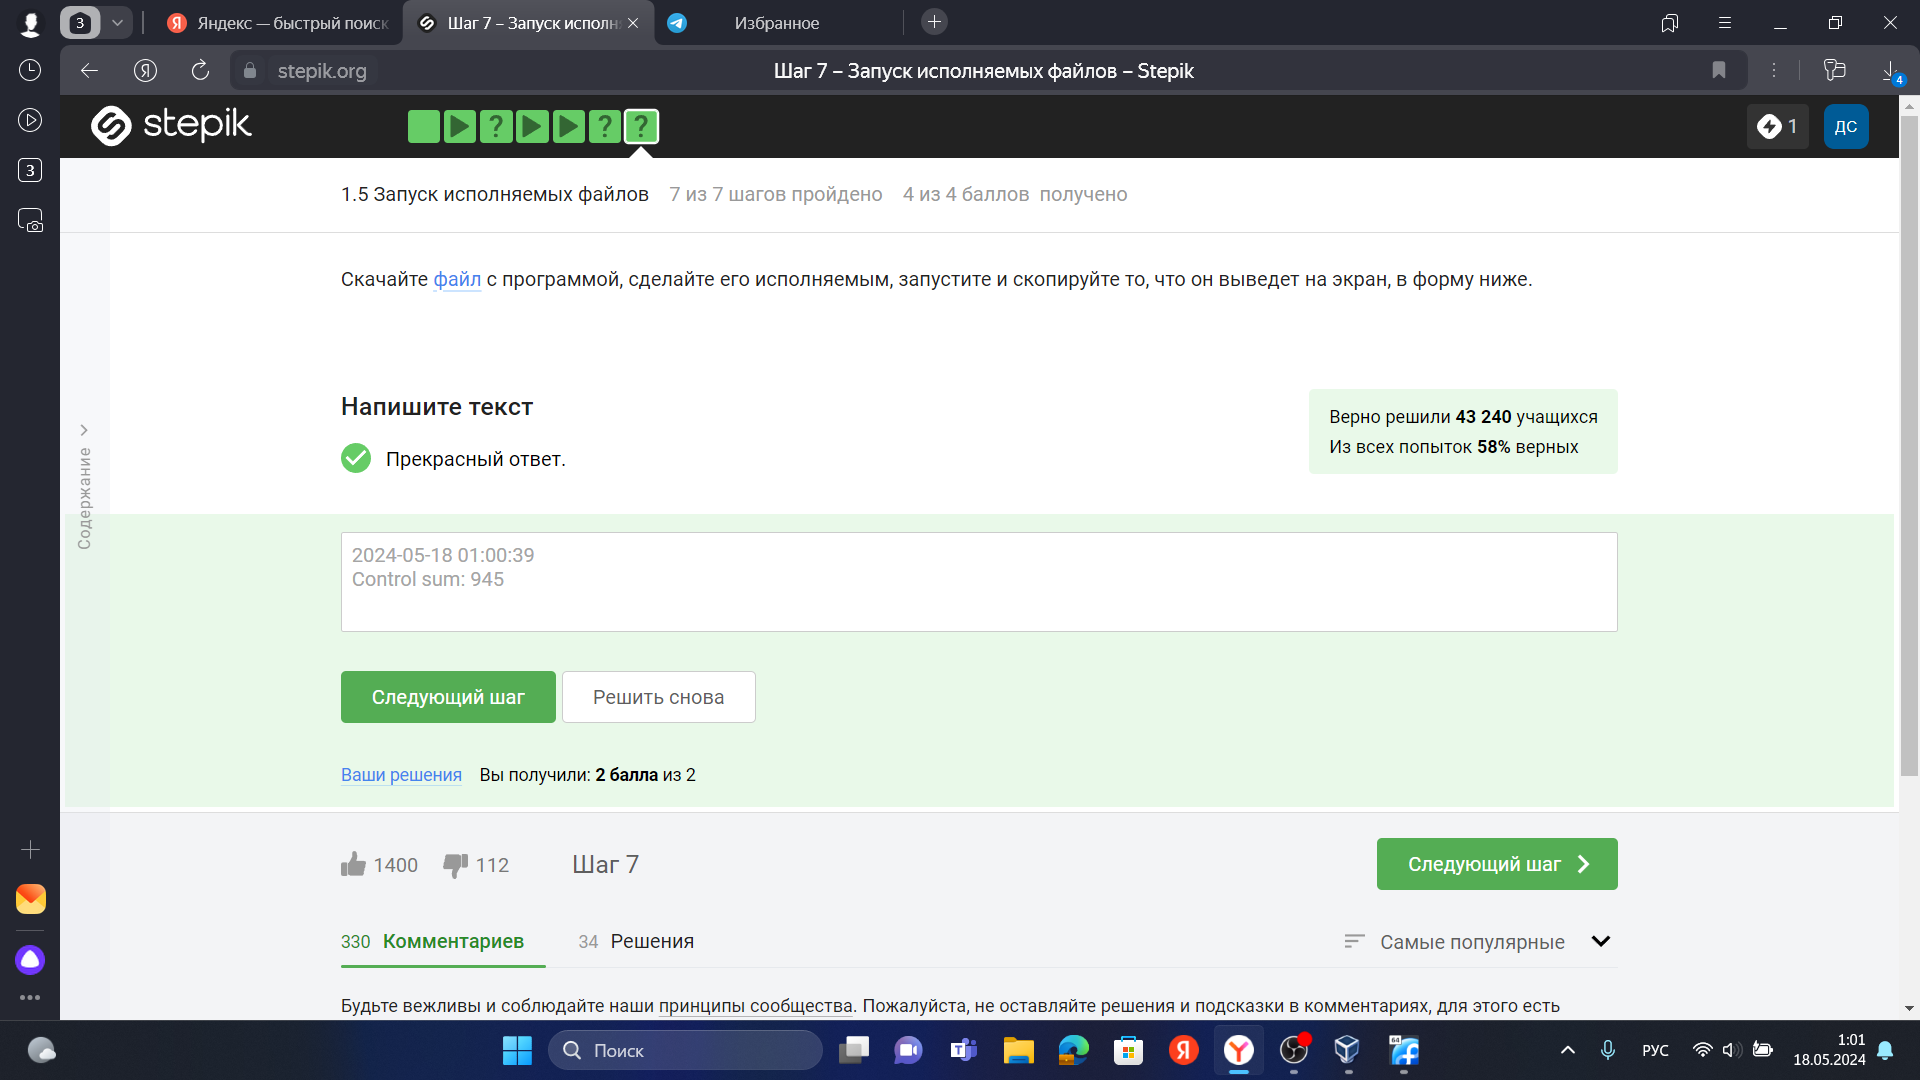 3
Яндекс — быстрый поиск
Шаг 7 – Запуск исполн
Избранное
stepik.org
Шаг 7 – Запуск исполняемых файлов – Stepik
4
3
stepik
? ? ?
1
ДС
1.5 Запуск исполняемых файлов 7 из 7 шагов пройдено 4 из 4 баллов получено
Скачайте файл с программой, сделайте его исполняемым, запустите и скопируйте то, что он выведет на экран, в форму ниже.
Содержание
Напишите текст
Прекрасный ответ.
Верно решили 43 240 учащихся
Из всех попыток 58% верных
2024-05-18 01:00:39
Control sum: 945
Следующий шаг
Решить снова
Ваши решения Вы получили: 2 балла из 2
1400 112 Шаг 7
Следующий шаг
330 Комментариев 34 Решения
Самые популярные
Будьте вежливы и соблюдайте наши принципы сообщества. Пожалуйста, не оставляйте решения и подсказки в комментариях, для этого есть
Поиск
РУС
1:01
18.05.2024